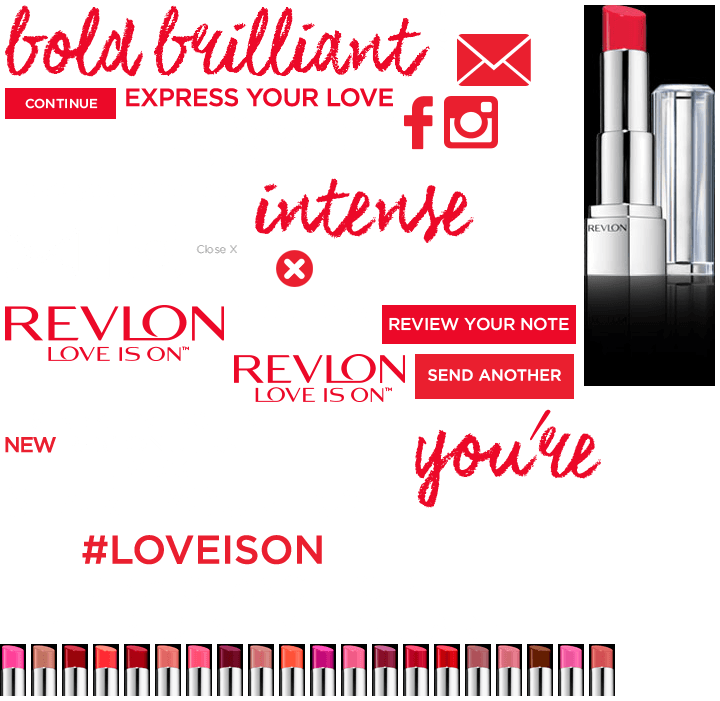 bold brilliant
CONTINUE
EXPRESS YOUR LOVE
intense
Close X
REVLON
REVLON
LOVE IS ON™
REVIEW YOUR NOTE
REVLON
LOVE IS ON™
SEND ANOTHER
NEW
you're
#LOVEISON